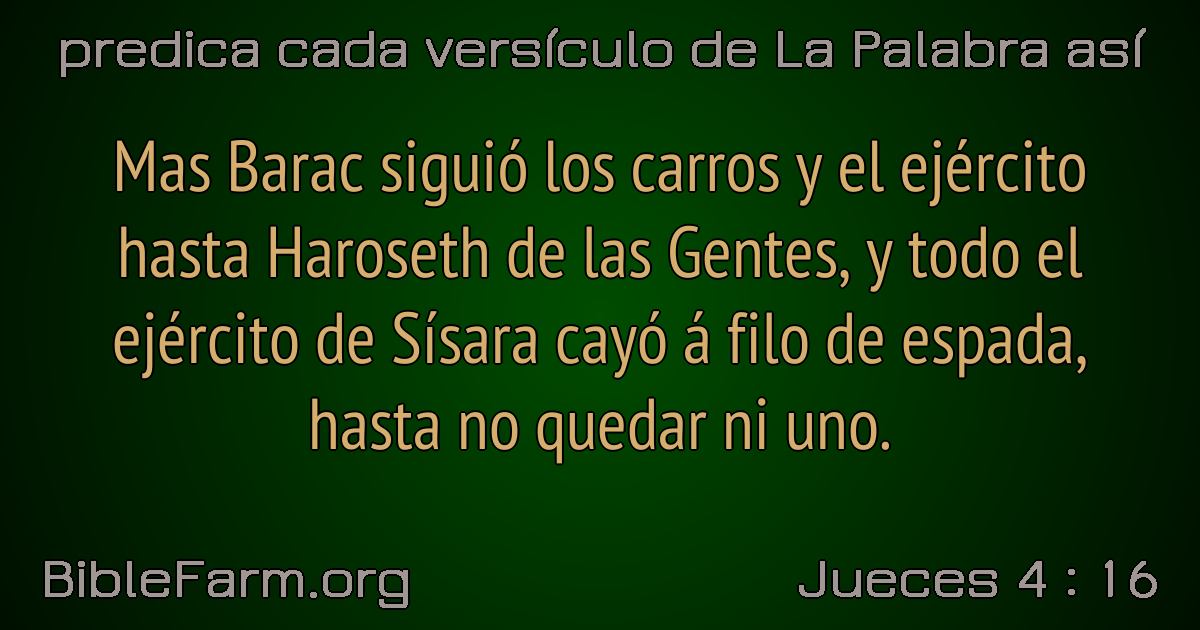 predica cada versículo de La Palabra así
Mas Barac siguió los carros y el ejército
hasta Haroseth de las Gentes, y todo el
ejército de Sísara cayó á filo de espada,
hasta no quedar ni uno.
BibleFarm.org
Jueces 4 : 16